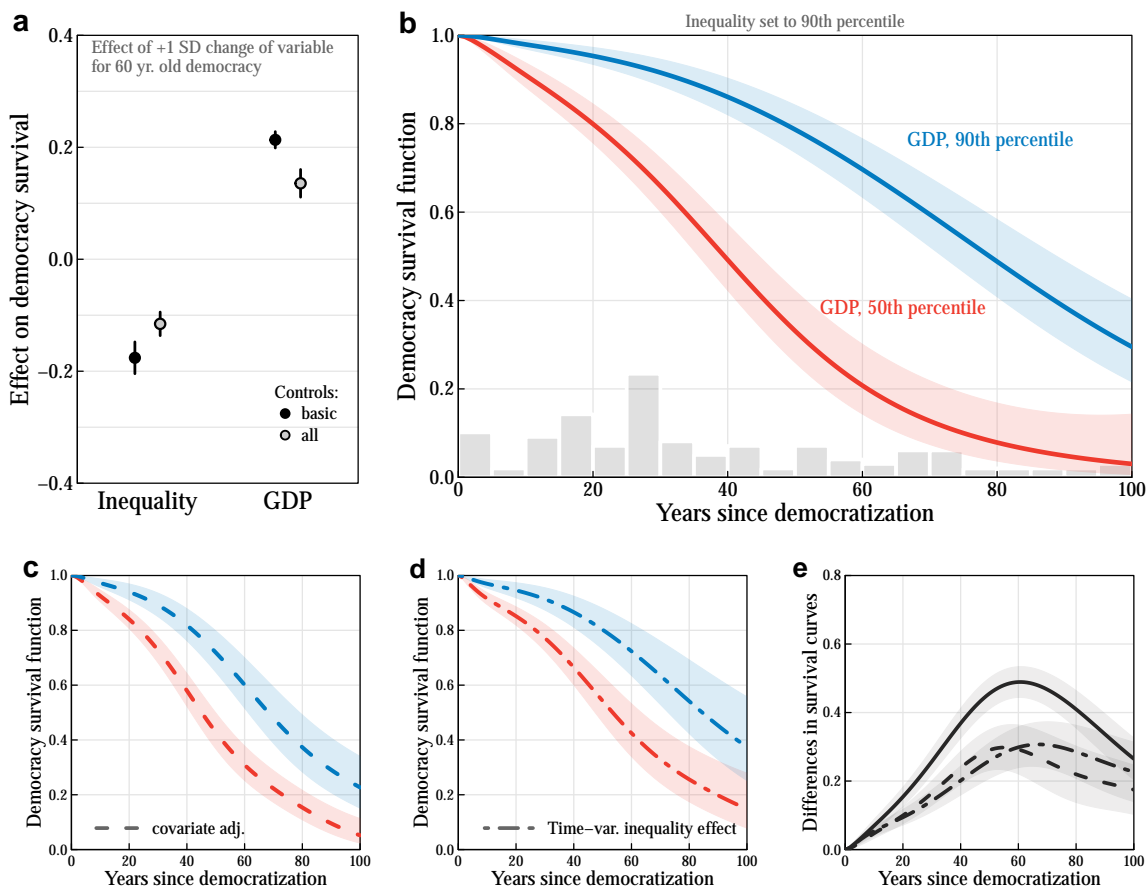 a
Effect of +1 SD change of variable
for 60 yr. old democracy
Effect on democracy survival
0.4
0.2
0.0
−0.2
−0.4
Controls:
basic
all
Inequality GDP
b
Inequality set to 90th percentile
Democracy survival function
1.0
0.8
0.6
0.4
0.2
0.0
GDP, 90th percentile
GDP, 50th percentile
0 20 40 60 80 100
Years since democratization
c
Democracy survival function
1.0
0.8
0.6
0.4
0.2
0.0
covariate adj.
0 20 40 60 80 100
Years since democratization
d
Democracy survival function
1.0
0.8
0.6
0.4
0.2
0.0
Time−var. inequality effect
0 20 40 60 80 100
Years since democratization
e
Differences in survival curves
0.8
0.6
0.4
0.2
0.0
0 20 40 60 80 100
Years since democratization